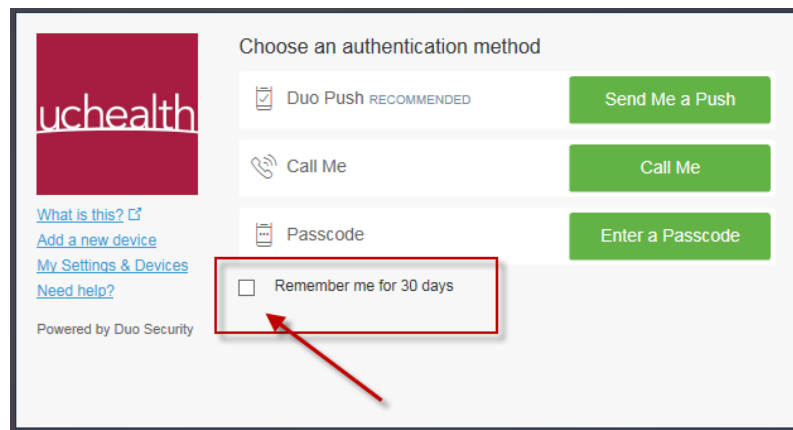 uchealth
What is this?
Add a new device
My Settings & Devices
Need help?
Powered by Duo Security
Choose an authentication method
Duo Push RECOMMENDED
Send Me a Push
Call Me
Call Me
Passcode
Enter a Passcode
Remember me for 30 days